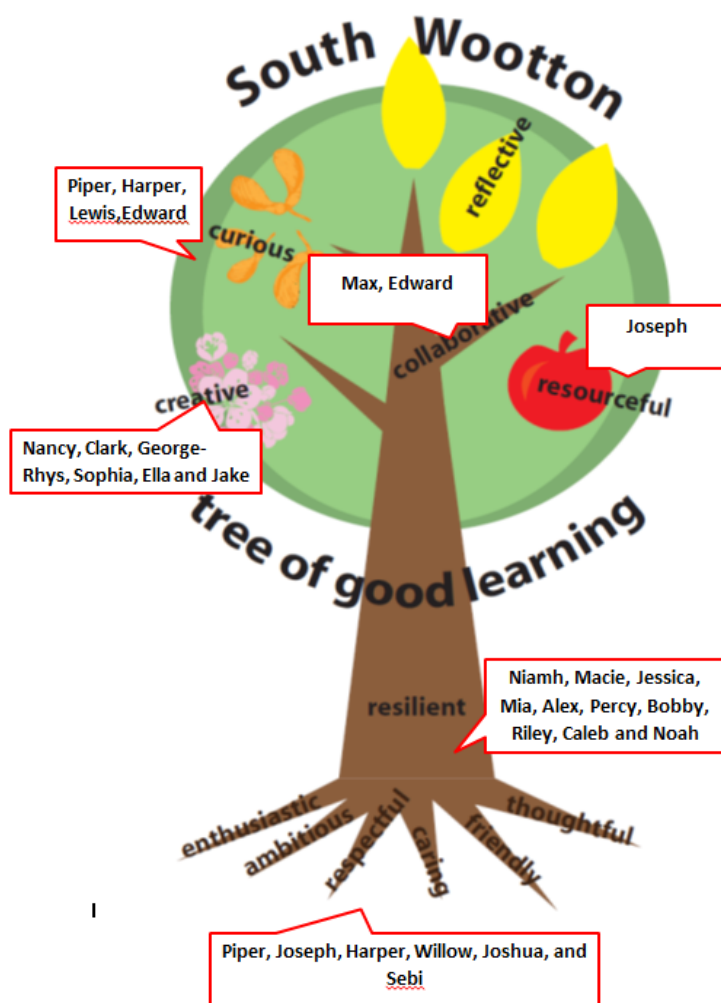 South Wootton
reflective
Piper, Harper,
Lewis,Edward
curious
Max, Edward
collaborative
Joseph
resourceful
creative
Nancy, Clark, George-
Rhys, Sophia, Ella and Jake
tree of good learning
Niamh, Macie, Jessica,
Mia, Alex, Percy, Bobby,
Riley, Caleb and Noah
resilient
enthusiastic
ambitious
respectful
caring
friendly
thoughtful
I
Piper, Joseph, Harper, Willow, Joshua, and
Sebi